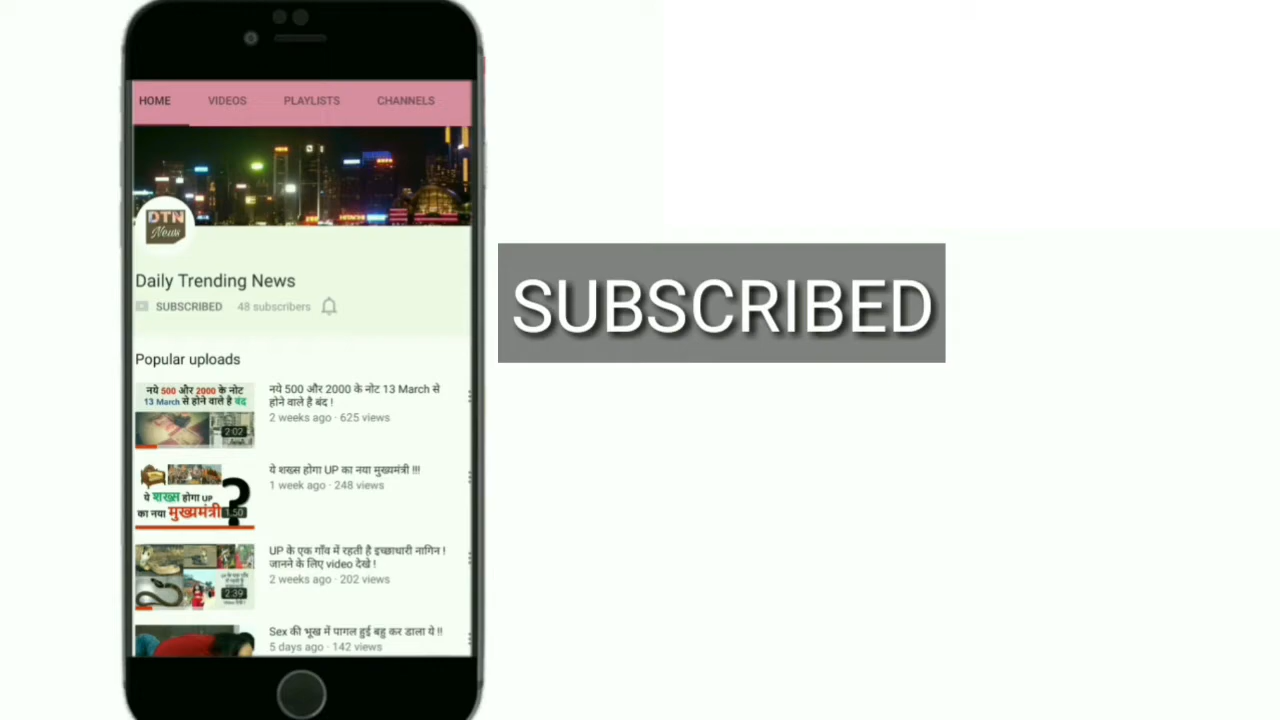 HOME VIDEOS PLAYLISTS CHANNELS
DTN
News
Daily Trending News
SUBSCRIBED 48 subscribers
SUBSCRIBED
Popular uploads
नये 500 और 2000 के नोट
13 March से होने वाले है बंद
2:02
नये 500 और 2000 के नोट 13 March से
होने वाले है बंद !
2 weeks ago · 625 views
ये शख्स होगा UP
का नया मुख्यमंत्री
?
1:50
ये शख्स होगा UP का नया मुख्यमंत्री !!!
1 week ago · 248 views
2:39
UP के एक गाँव में रहती है इच्छाधारी नागिन !
जानने के लिए video देखे !
2 weeks ago · 202 views
Sex की भूख में पागल हुई बहु कर डाला ये !!
5 days ago · 142 views